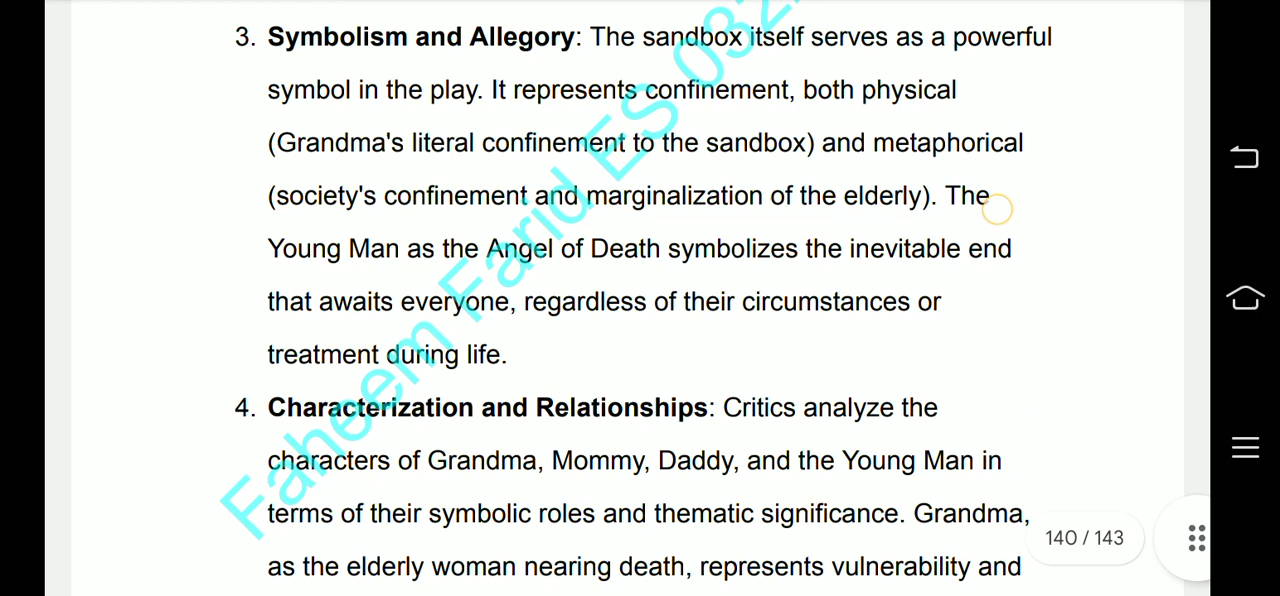 3. Symbolism and Allegory: The sandbox itself serves as a powerful
symbol in the play. It represents confinement, both physical
(Grandma's literal confinement to the sandbox) and metaphorical
(society's confinement and marginalization of the elderly). The
Young Man as the Angel of Death symbolizes the inevitable end
that awaits everyone, regardless of their circumstances or
treatment during life.
4. Characterization and Relationships: Critics analyze the
characters of Grandma, Mommy, Daddy, and the Young Man in
terms of their symbolic roles and thematic significance. Grandma,
as the elderly woman nearing death, represents vulnerability and
140 / 143
Faheem Farid ES 032